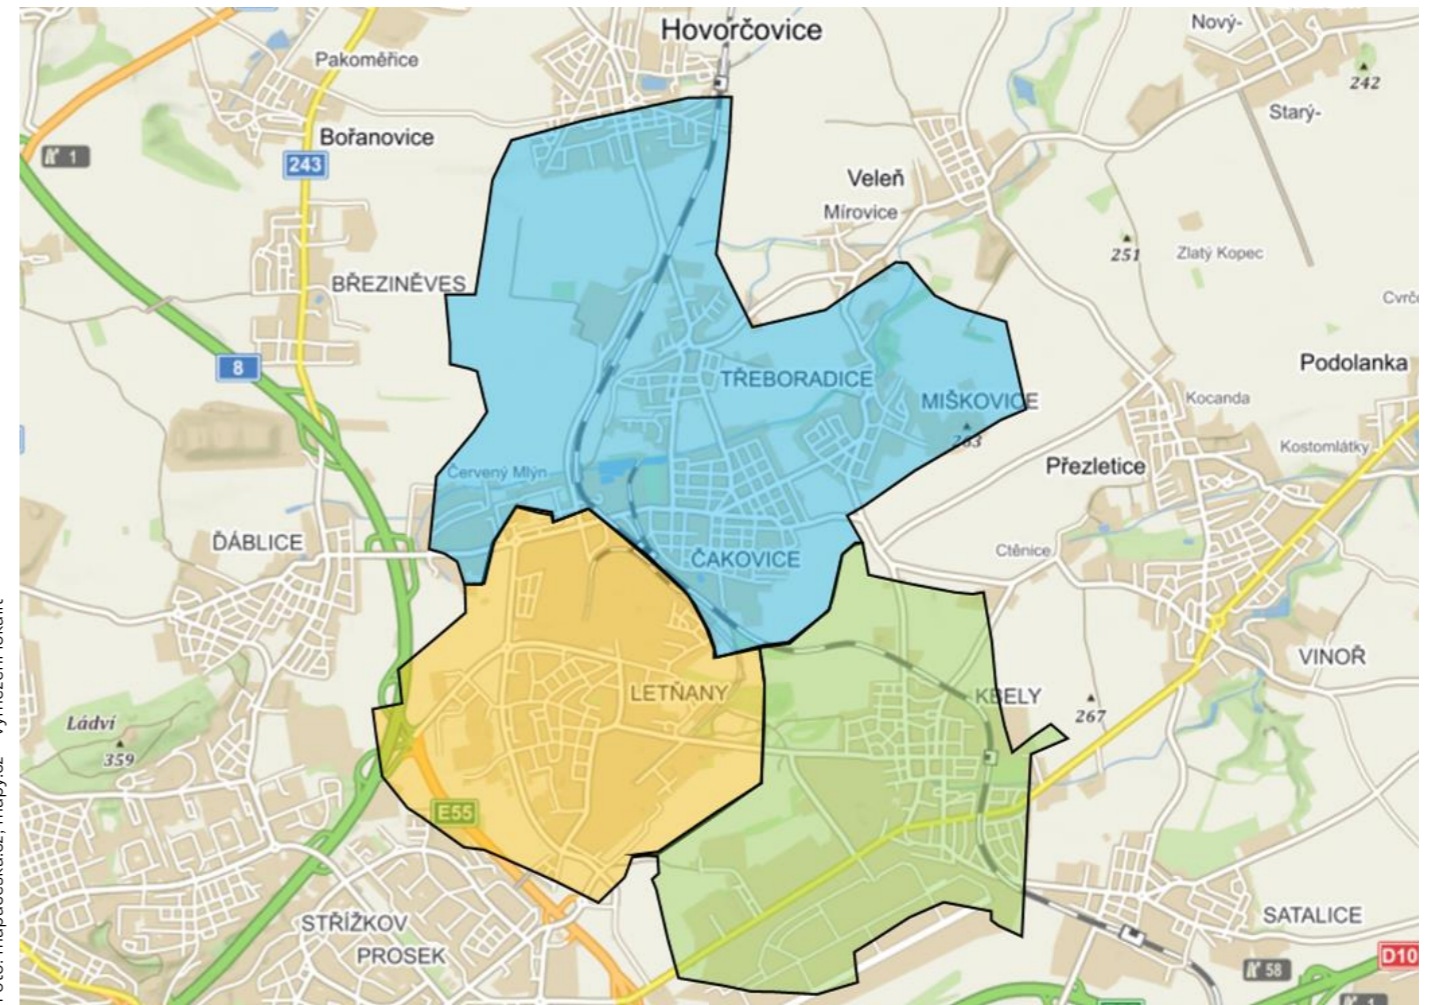 Hovorčovice
Nový-
Pakoměřice
242
Starý-
Bořanovice
1
243
Veleň
Mírovice
251
Zlatý Kopec
BŘEZINĚVES
Cvrč
8
Podolanka
TŘEBORADICE
MIŠKOVICE
Kocanda
263
Kostomlátky
Červený Mlýn
Přezletice
ĎÁBLICE
Ctěnice
ČAKOVICE
VINOŘ
LETŇANY
KBELY
267
Ládví
359
E55
STŘÍŽKOV
PROSEK
SATALICE
D10
58